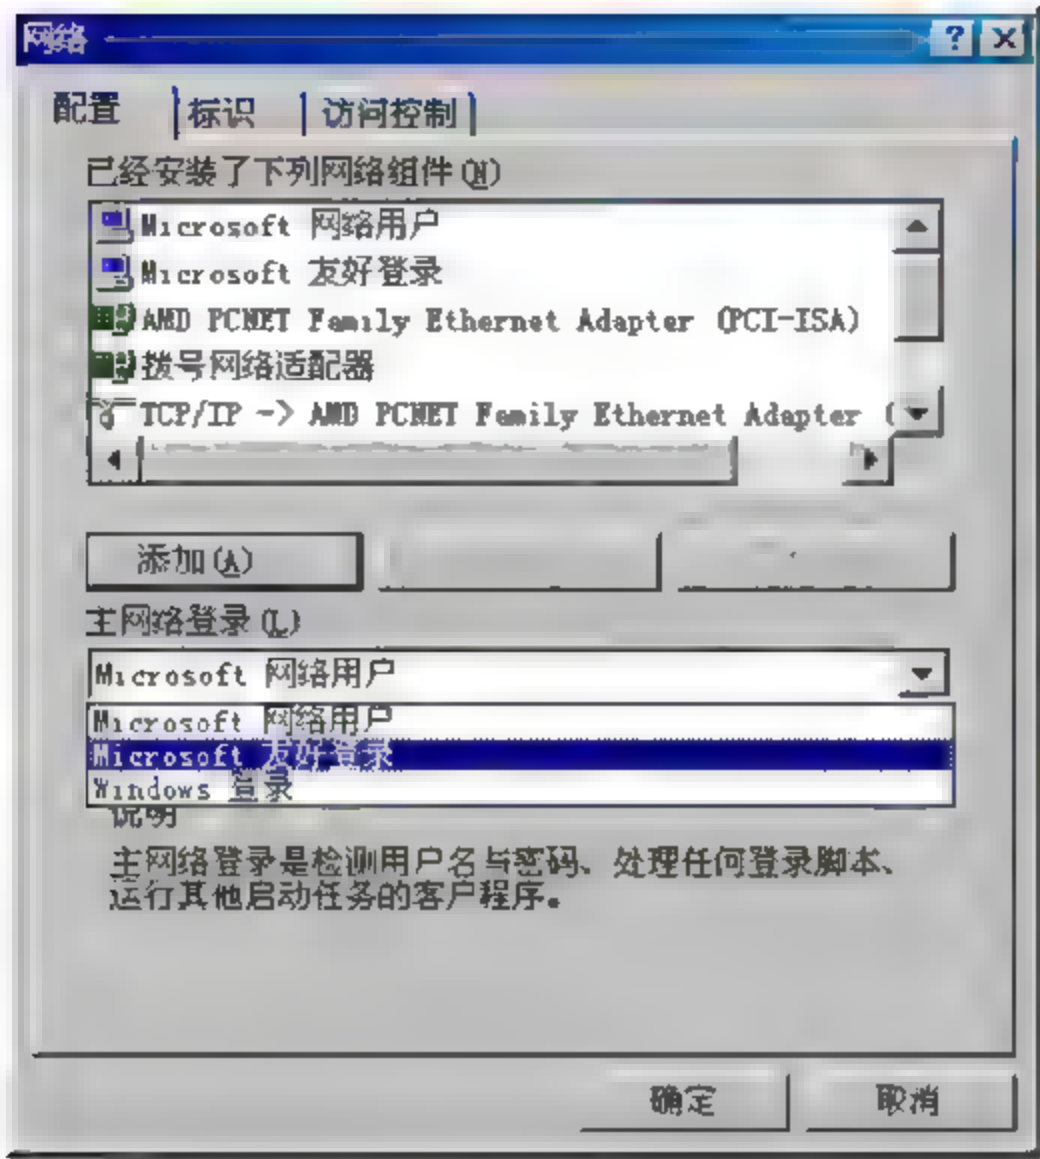 网络
配置
标识
访问控制
已经安装了下列网络组件(N)
Microsoft 网络用户
Microsoft 友好登录
AMD PCNET Family Ethernet Adapter (PCI-ISA)
拨号网络适配器
TCP/IP -> AMD PCNET Family Ethernet Adapter (
添加(A)
主网络登录(L)
Microsoft 网络用户
Microsoft 网络用户
Microsoft 友好登录
Windows 登录
说明
主网络登录是检测用户名与密码、处理任何登录脚本、
运行其他启动任务的客户程序。
确定
取消